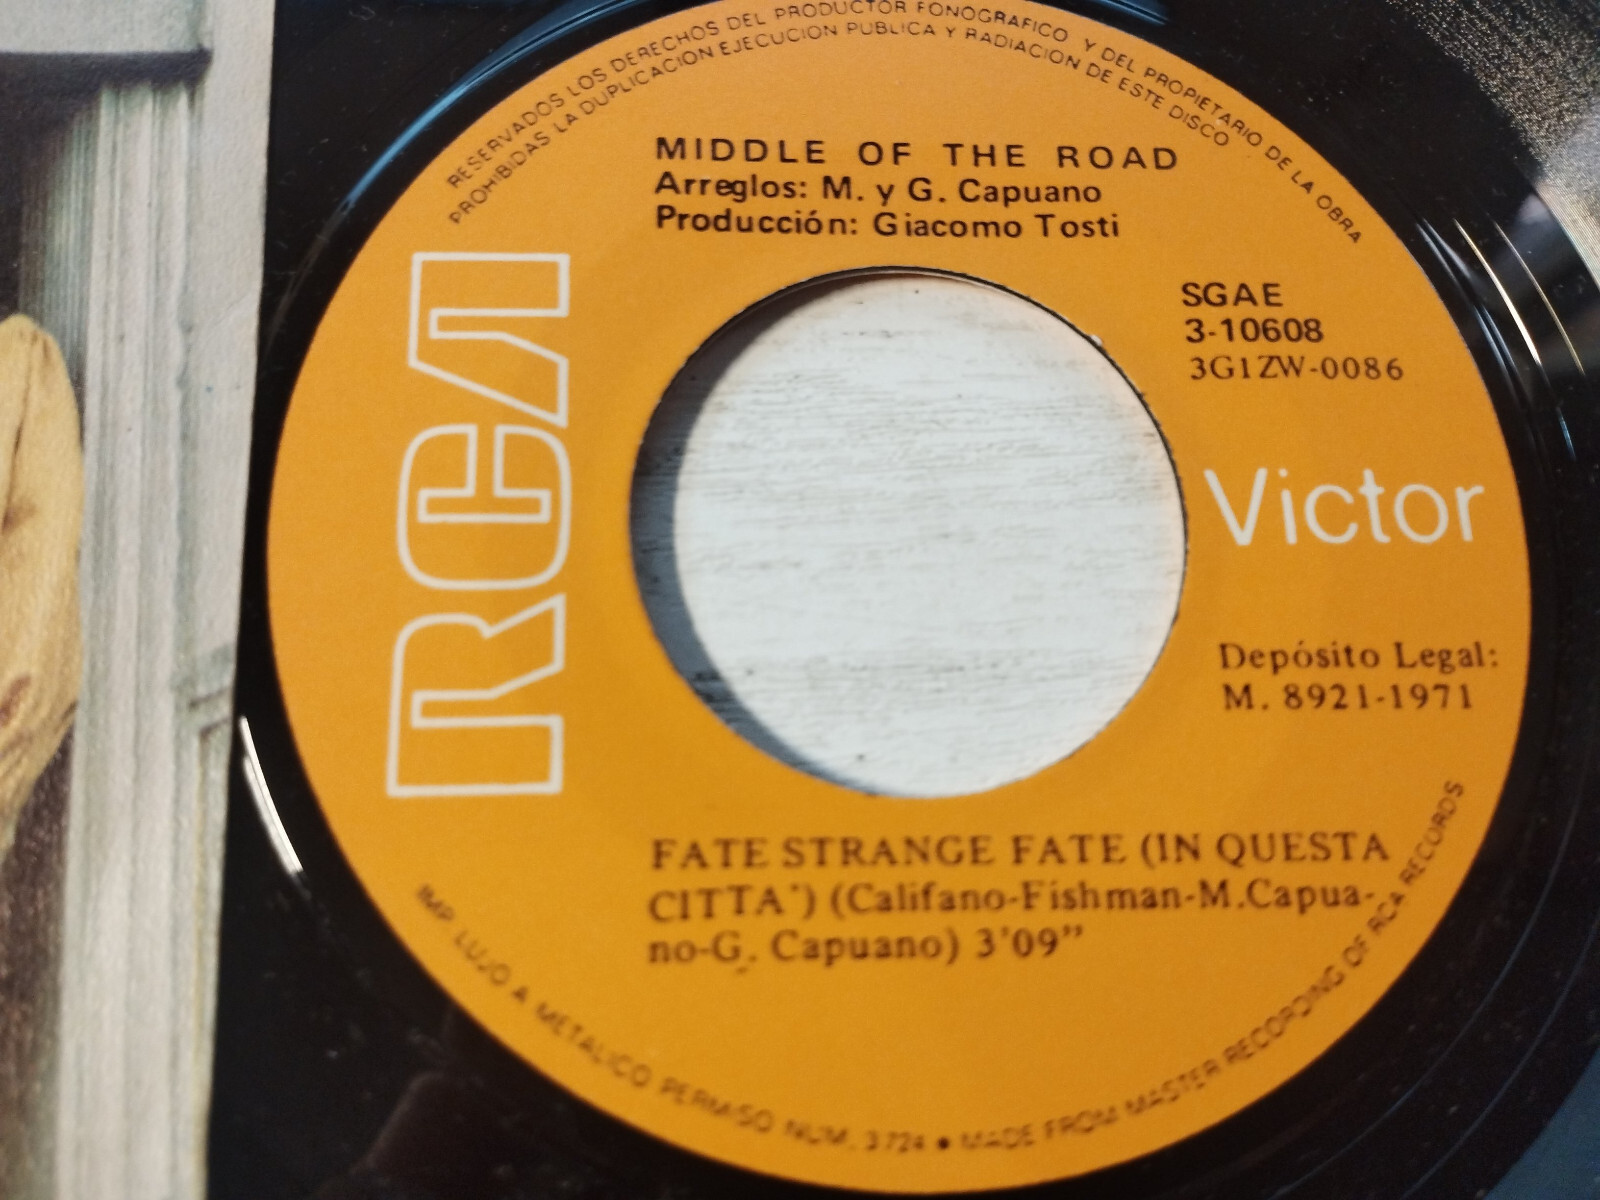 RESERVADOS LOS DERECHOS DEL PRODUCTOR FONOGRAFICO Y DEL PROPIETARIO DE LA OBRA
PROHIBIDAS LA DUPLICACION EJECUCION PUBLICA Y RADIACION DE ESTE DISCO
MIDDLE OF THE ROAD
Arreglos: M. y G. Capuano
Producción: Giacomo Tosti
SGAE
3-10608
3G1ZW-0086
RCA
Victor
Depósito Legal:
M. 8921-1971
FATE STRANGE FATE (IN QUESTA
CITTA') (Califano-Fishman-M.Capua-
no-G. Capuano) 3'09”
IMP. LUJO A METALICO PERMISO NUM. 3724 • MADE FROM MASTER RECORDING OF RCA RECORDS